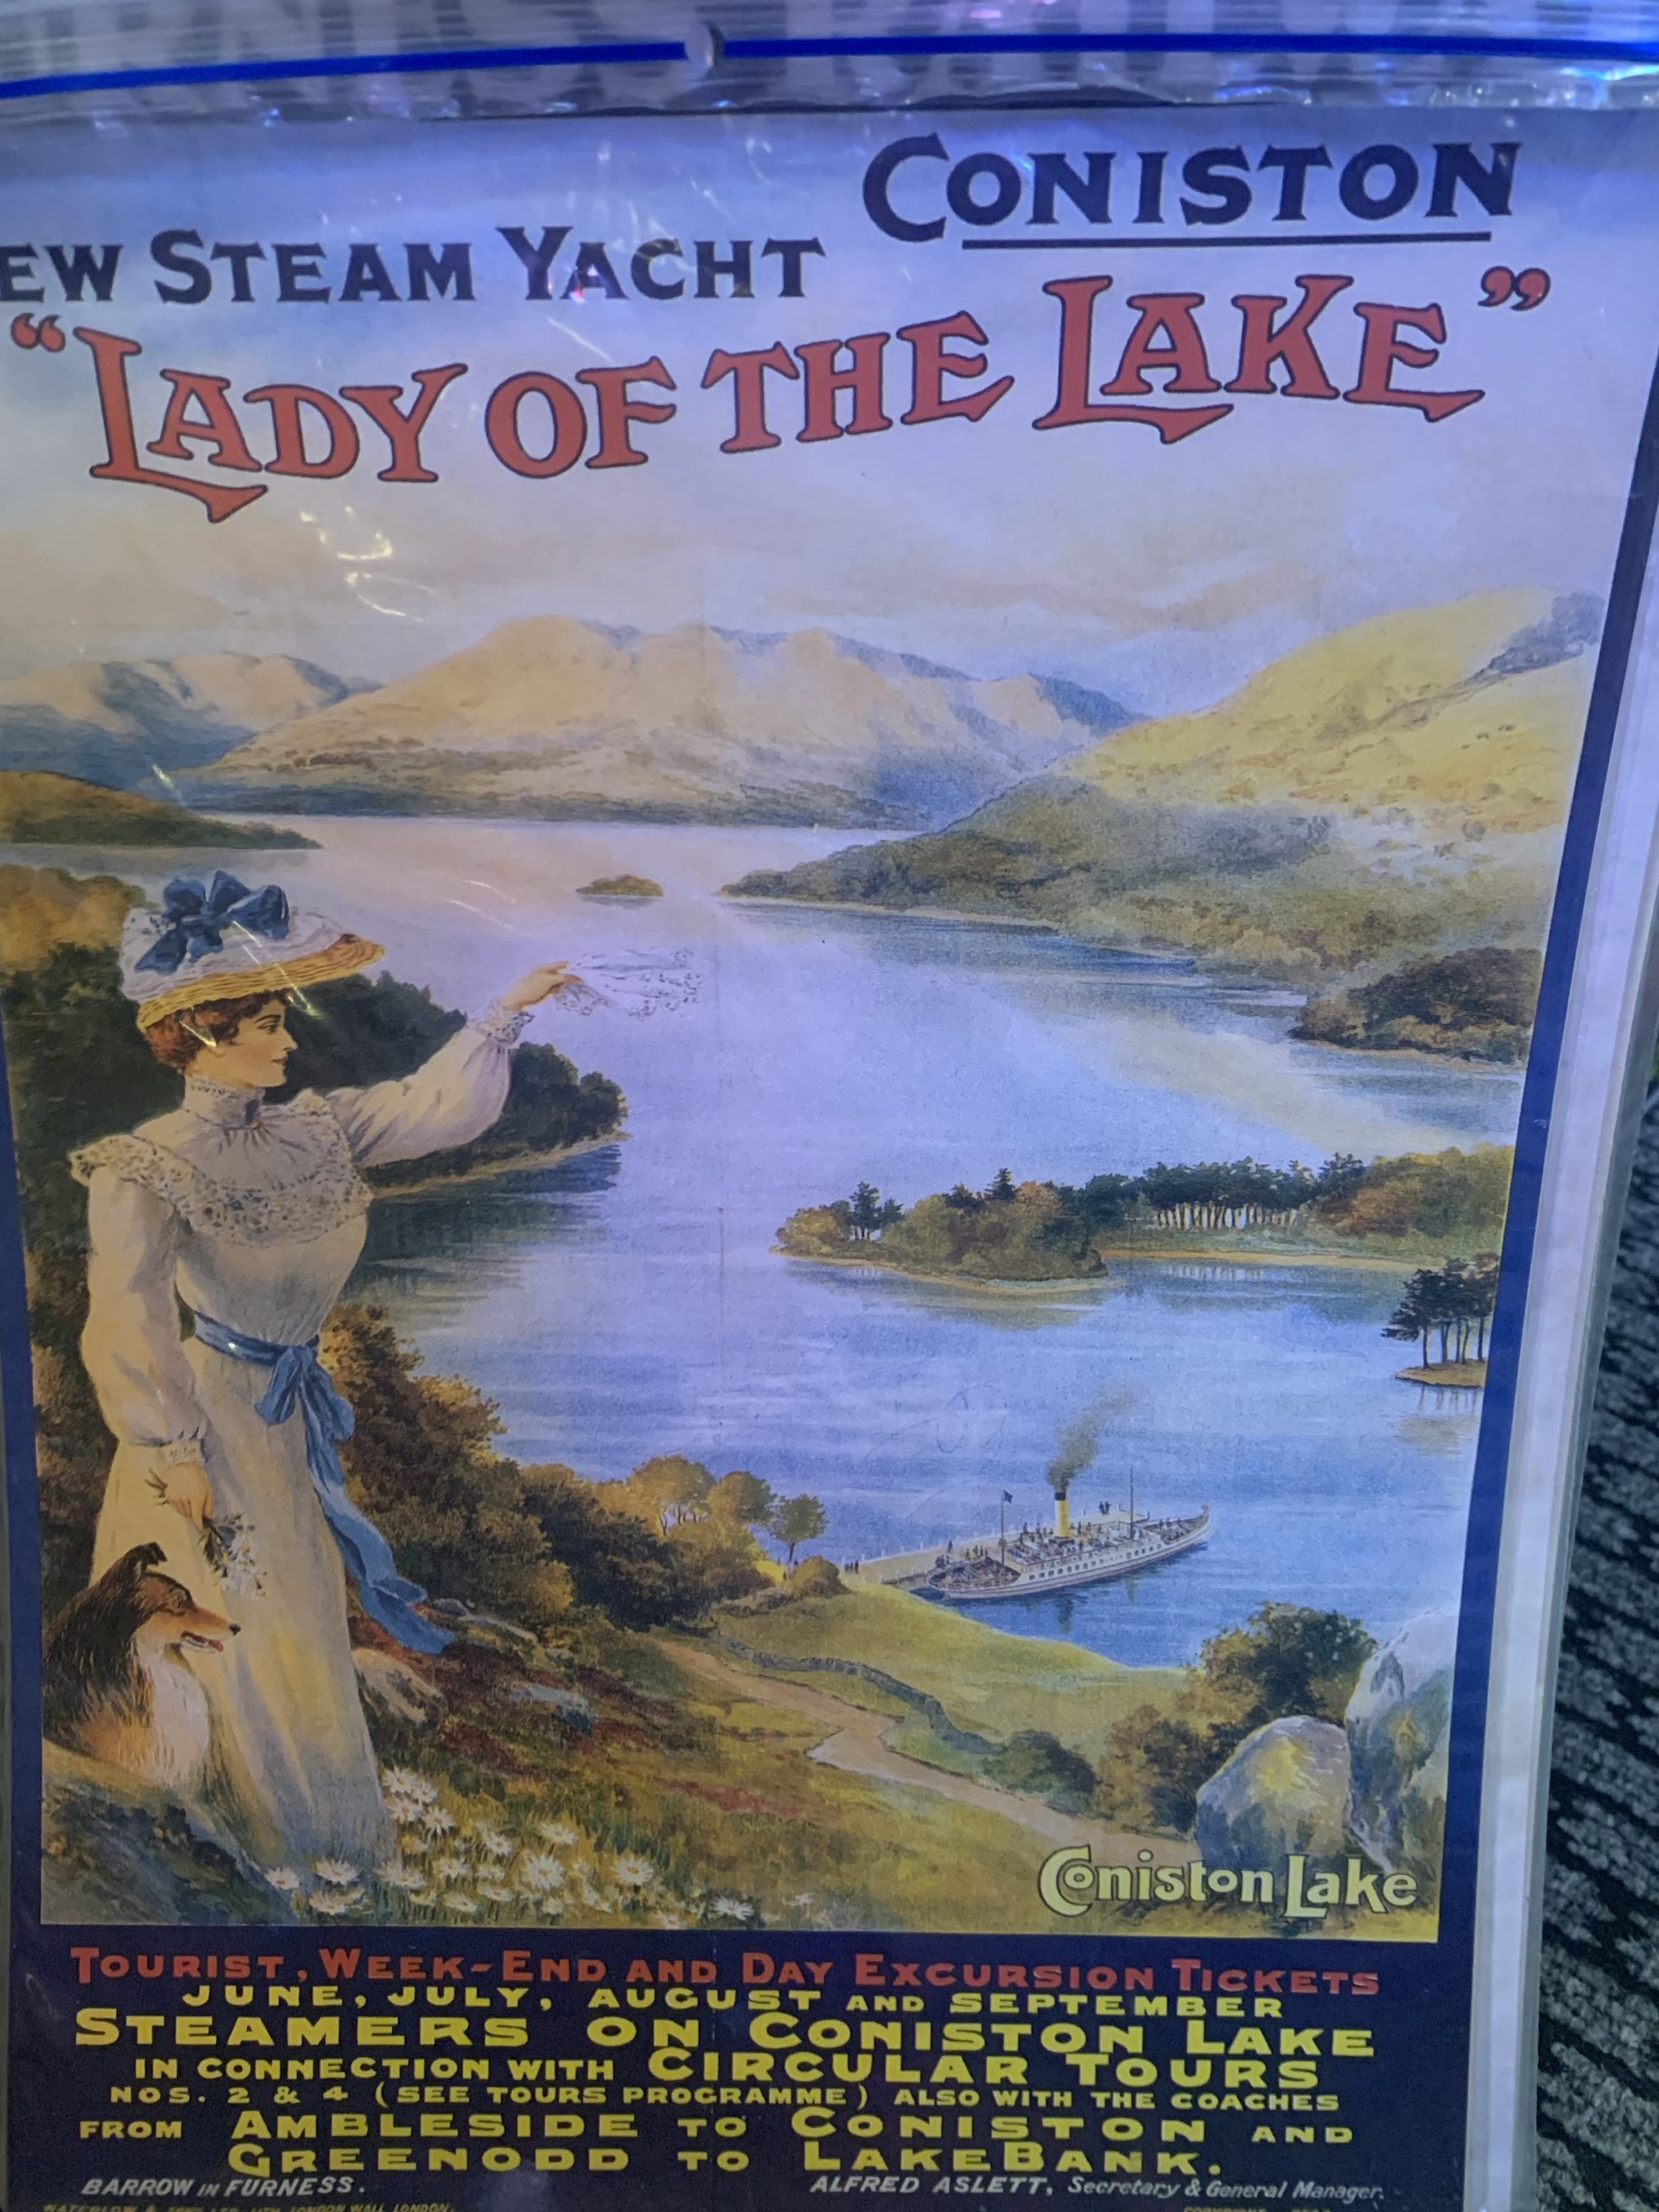 CONISTON
EW STEAM YACHT
“LADY OF THE LAKE”
Coniston Lake
TOURIST, WEEK-END AND DAY EXCURSION TICKETS
JUNE, JULY, AUGUST AND SEPTEMBER
STEAMERS ON CONISTON LAKE
IN CONNECTION WITH CIRCULAR TOURS
NOS. 2 & 4 (SEE TOURS PROGRAMME) ALSO WITH THE COACHES
FROM AMBLESIDE TO CONISTON AND
GREENODD TO LAKEBANK.
BARROW IN FURNESS. ALFRED ASLETT, Secretary & General Manager.